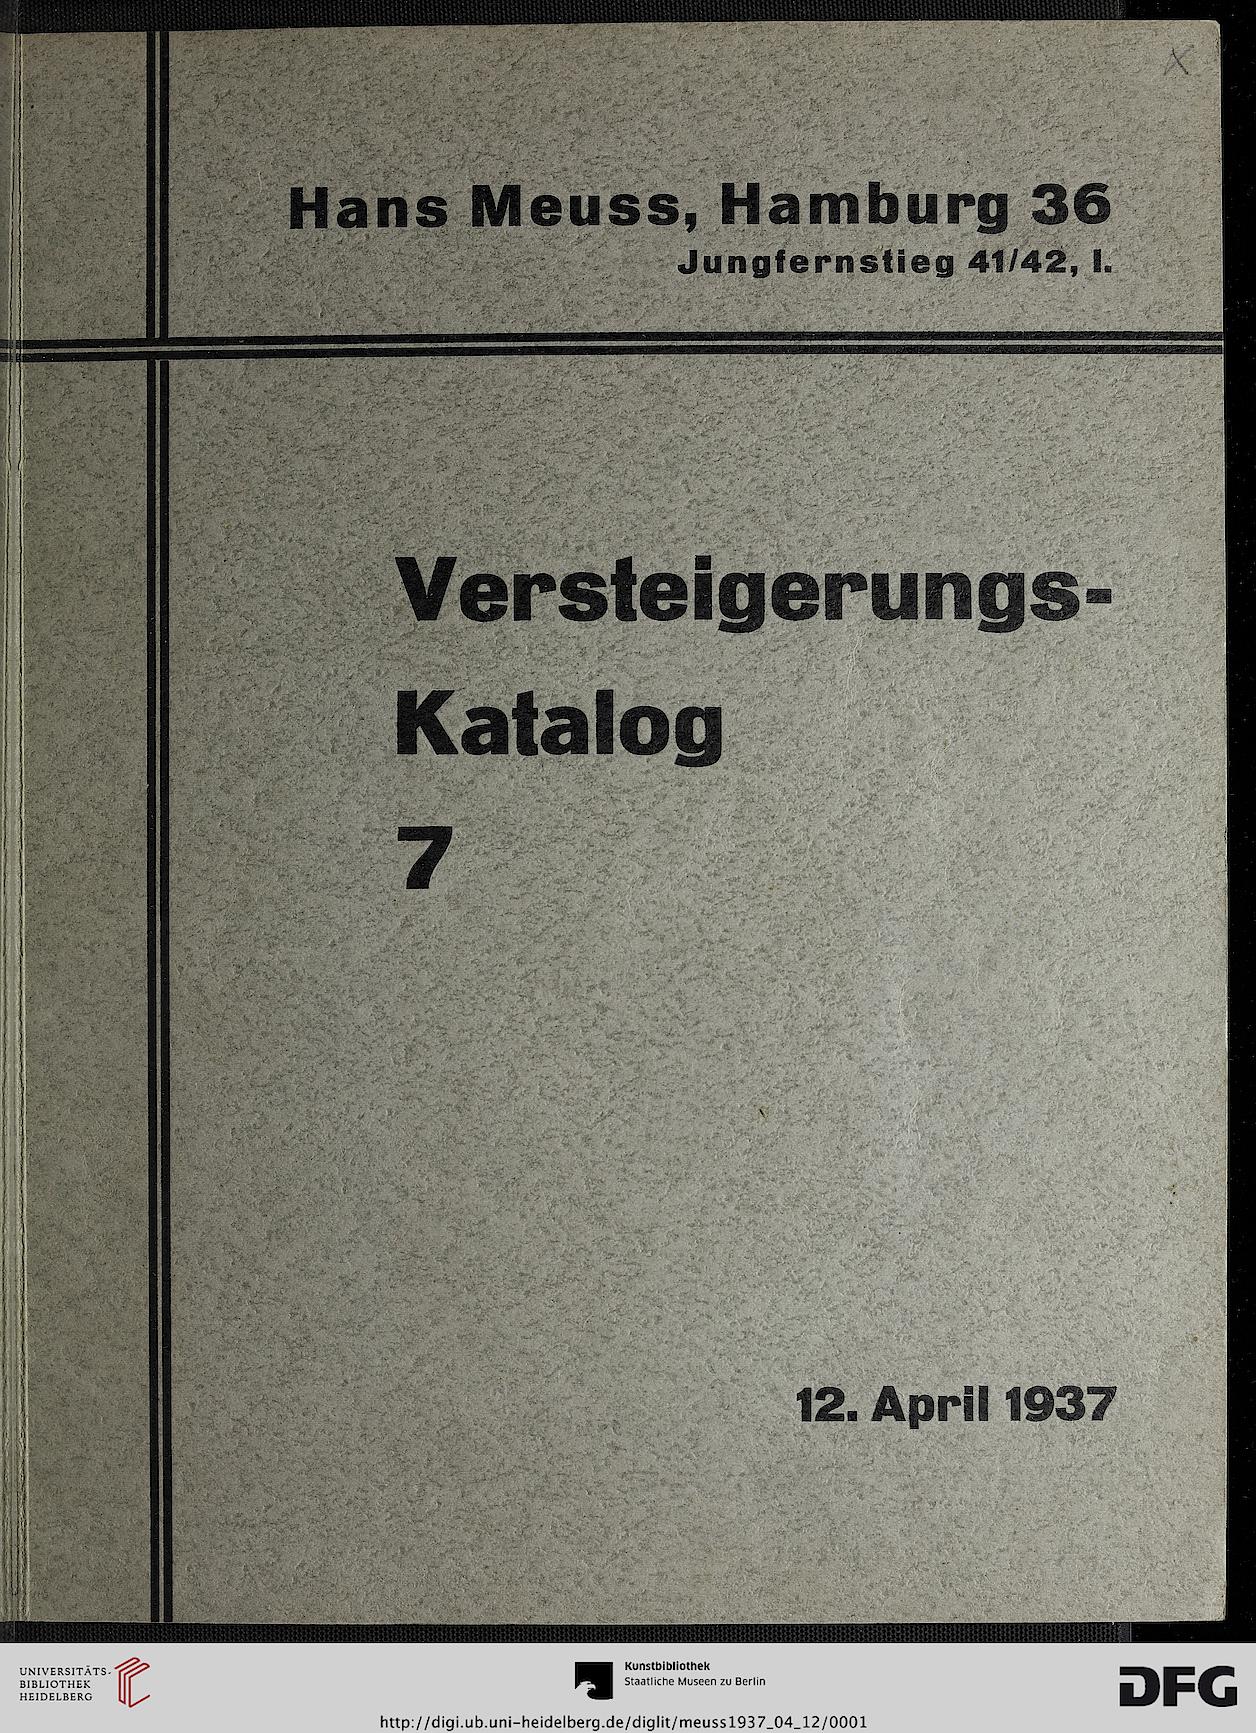 X
Hans Meuss, Hamburg 36
Jungfernstieg 41/42, I.
Versteigerungs-
Katalog
7
12. April 1937
UNIVERSITÄTS-
BIBLIOTHEK
HEIDELBERG
Kunstbibliothek
Staatliche Museen zu Berlin
DFG
http://digi.ub.uni-heidelberg.de/diglit/meuss1937_04_12/0001